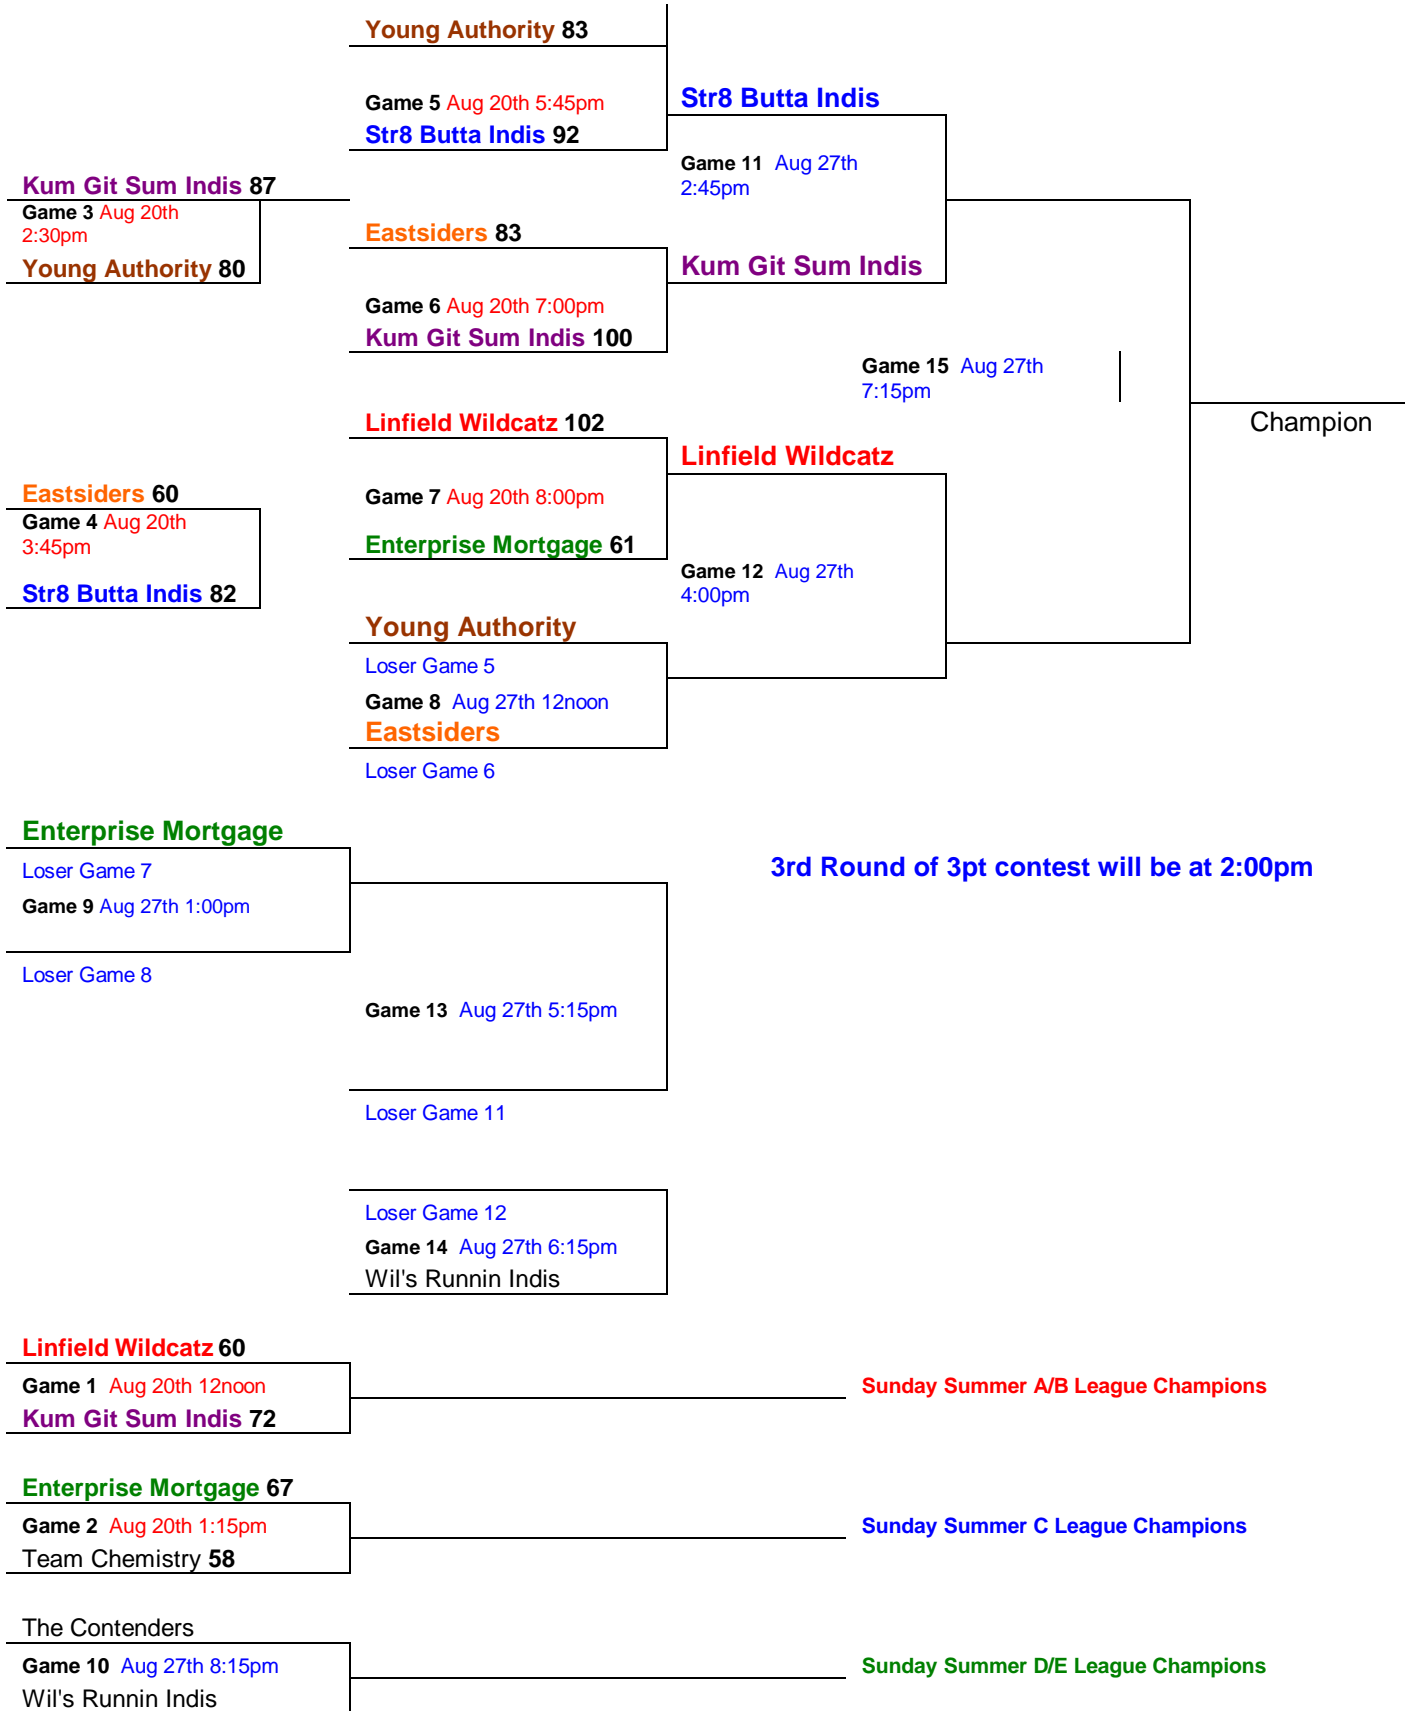 Young Authority 83
Game 5 Aug 20th 5:45pm
Str8 Butta Indis
Str8 Butta Indis 92
Game 11 Aug 27th
2:45pm
Kum Git Sum Indis 87
Game 3 Aug 20th
2:30pm
Young Authority 80
Eastsiders 83
Kum Git Sum Indis
Game 6 Aug 20th 7:00pm
Kum Git Sum Indis 100
Game 15 Aug 27th
7:15pm
Champion
Linfield Wildcatz 102
Linfield Wildcatz
Game 7 Aug 20th 8:00pm
Eastsiders 60
Game 4 Aug 20th
3:45pm
Enterprise Mortgage 61
Game 12 Aug 27th
4:00pm
Str8 Butta Indis 82
Young Authority
Loser Game 5
Game 8 Aug 27th 12noon
Eastsiders
Loser Game 6
Enterprise Mortgage
Loser Game 7
3rd Round of 3pt contest will be at 2:00pm
Game 9 Aug 27th 1:00pm
Loser Game 8
Game 13 Aug 27th 5:15pm
Loser Game 11
Loser Game 12
Game 14 Aug 27th 6:15pm
Wil's Runnin Indis
Linfield Wildcatz 60
Game 1 Aug 20th 12noon
Sunday Summer A/B League Champions
Kum Git Sum Indis 72
Enterprise Mortgage 67
Game 2 Aug 20th 1:15pm
Sunday Summer C League Champions
Team Chemistry 58
The Contenders
Game 10 Aug 27th 8:15pm
Sunday Summer D/E League Champions
Wil's Runnin Indis